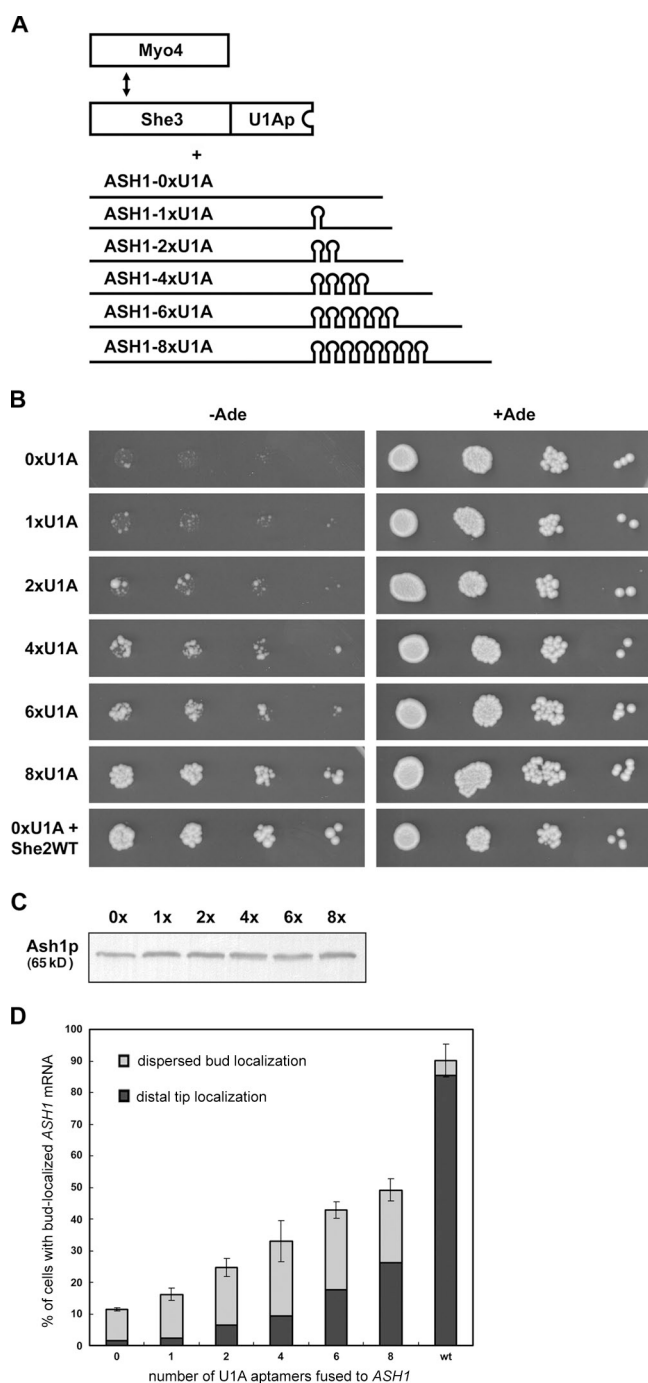 A
Myo4
She3 U1Ap
+
ASH1-0xU1A
ASH1-1xU1A
ASH1-2xU1A
ASH1-4xU1A
ASH1-6xU1A
ASH1-8xU1A
B
-Ade +Ade
0xU1A
1xU1A
2xU1A
4xU1A
6xU1A
8xU1A
0xU1A +
She2WT
C
0x 1x 2x 4x 6x 8x
Ash1p
(65 kD)
D
% of cells with bud-localized ASH1 mRNA
100
90
80
70
60
50
40
30
20
10
0
dispersed bud localization
distal tip localization
0 1 2 4 6 8 wt
number of U1A aptamers fused to ASH1